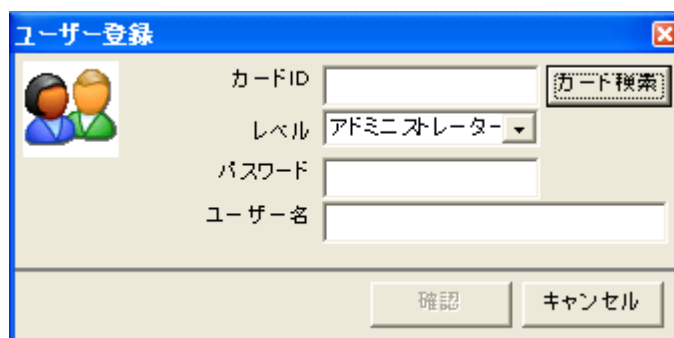 ユーザー登録
カードID
カード検索
レベル
アドミニストレーター
パスワード
ユーザー名
確認
キャンセル